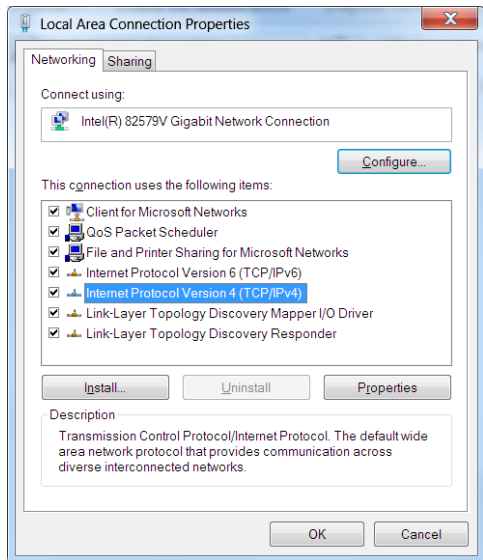 Local Area Connection Properties
Networking
Sharing
Connect using:
Intel(R) 82579V Gigabit Network Connection
Configure...
This connection uses the following items:
Client for Microsoft Networks
QoS Packet Scheduler
File and Printer Sharing for Microsoft Networks
Internet Protocol Version 6 (TCP/IPv6)
Internet Protocol Version 4 (TCP/IPv4)
Link-Layer Topology Discovery Mapper I/O Driver
Link-Layer Topology Discovery Responder
Install...
Uninstall
Properties
Description
Transmission Control Protocol/Internet Protocol. The default wide
area network protocol that provides communication across
diverse interconnected networks.
OK
Cancel